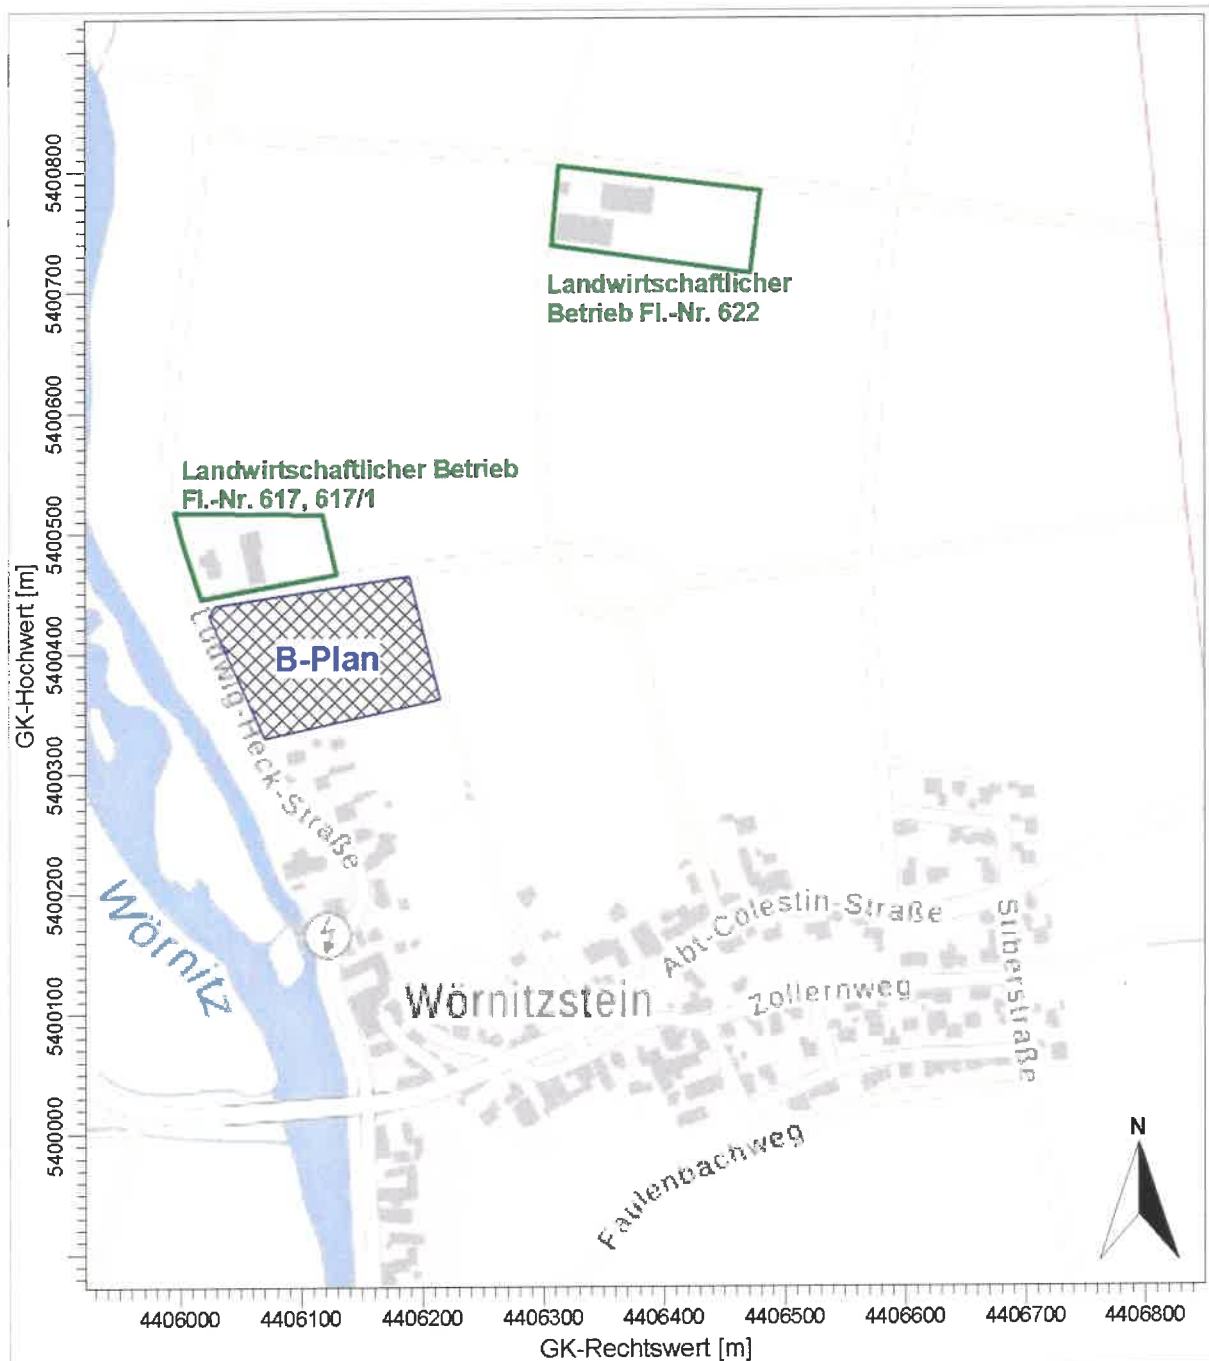 5400800
5400700
5400600
5400500
5400400
5400300
5400200
5400100
5400000
GK-Hochwert [m]
Landwirtschaftlicher
Betrieb Fl.-Nr. 622
Landwirtschaftlicher Betrieb
Fl.-Nr. 617, 617/1
B-Plan
Ludwig-Heck-Straße
Wörnitz
Wörnitzstein
Abt-Cölestin-Straße
Zollernweg
Stiberstraße
Faulenbachweg
N
4406000 4406100 4406200 4406300 4406400 4406500 4406600 4406700 4406800
GK-Rechtswert [m]